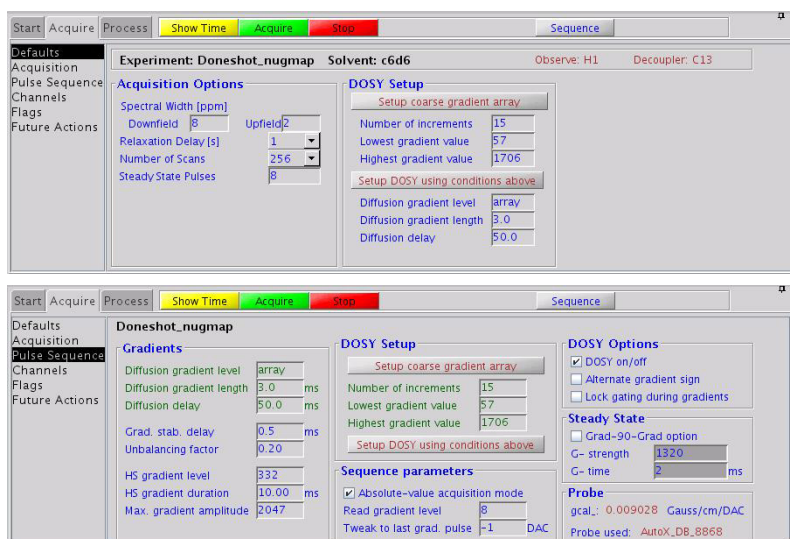 Start Acquire Process Show Time Acquire Stop Sequence
Defaults
Acquisition
Pulse Sequence
Channels
Flags
Future Actions
Experiment: Doneshot_nugmap Solvent: c6d6 Observe: H1 Decoupler: C13
Acquisition Options
Spectral Width [ppm]
Downfield 8 Upfield 2
Relaxation Delay [s] 1
Number of Scans 256
Steady State Pulses 8
DOSY Setup
Setup coarse gradient array
Number of increments 15
Lowest gradient value 57
Highest gradient value 1706
Setup DOSY using conditions above
Diffusion gradient level array
Diffusion gradient length 3.0
Diffusion delay 50.0
Start Acquire Process Show Time Acquire Stop Sequence
Defaults
Acquisition
Pulse Sequence
Channels
Flags
Future Actions
Doneshot_nugmap
Gradients
Diffusion gradient level array
Diffusion gradient length 3.0 ms
Diffusion delay 50.0 ms
Grad. stab. delay 0.5 ms
Unbalancing factor 0.20
HS gradient level 332
HS gradient duration 10.00 ms
Max. gradient amplitude 2047
DOSY Setup
Setup coarse gradient array
Number of increments 15
Lowest gradient value 57
Highest gradient value 1706
Setup DOSY using conditions above
Sequence parameters
Absolute-value acquisition mode
Read gradient level 8
Tweak to last grad. pulse -1 DAC
DOSY Options
DOSY on/off
Alternate gradient sign
Lock gating during gradients
Steady State
Grad-90-Grad option
G- strength 1320
G- time 2 ms
Probe
gcal_: 0.009028 Gauss/cm/DAC
Probe used: AutoX_DB_8868